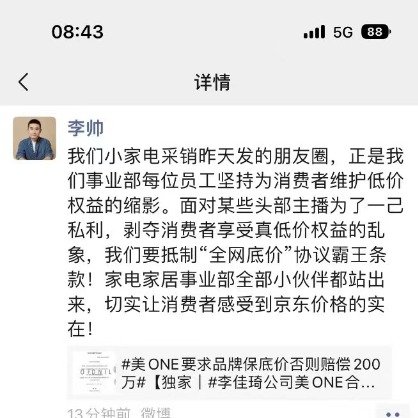 08:43
5G 88
详情
李帅
我们小家电采销昨天发的朋友圈，正是我
们事业部每位员工坚持为消费者维护低价
权益的缩影。面对某些头部主播为了一己
私利，剥夺消费者享受真低价权益的乱
象，我们要抵制“全网底价”协议霸王条
款！家电家居事业部全部小伙伴都站出
来，切实让消费者感受到京东价格的实
在！
#美ONE要求品牌保底价否则赔偿200
万#【独家｜#李佳琦公司美ONE合...
13分钟前 微博